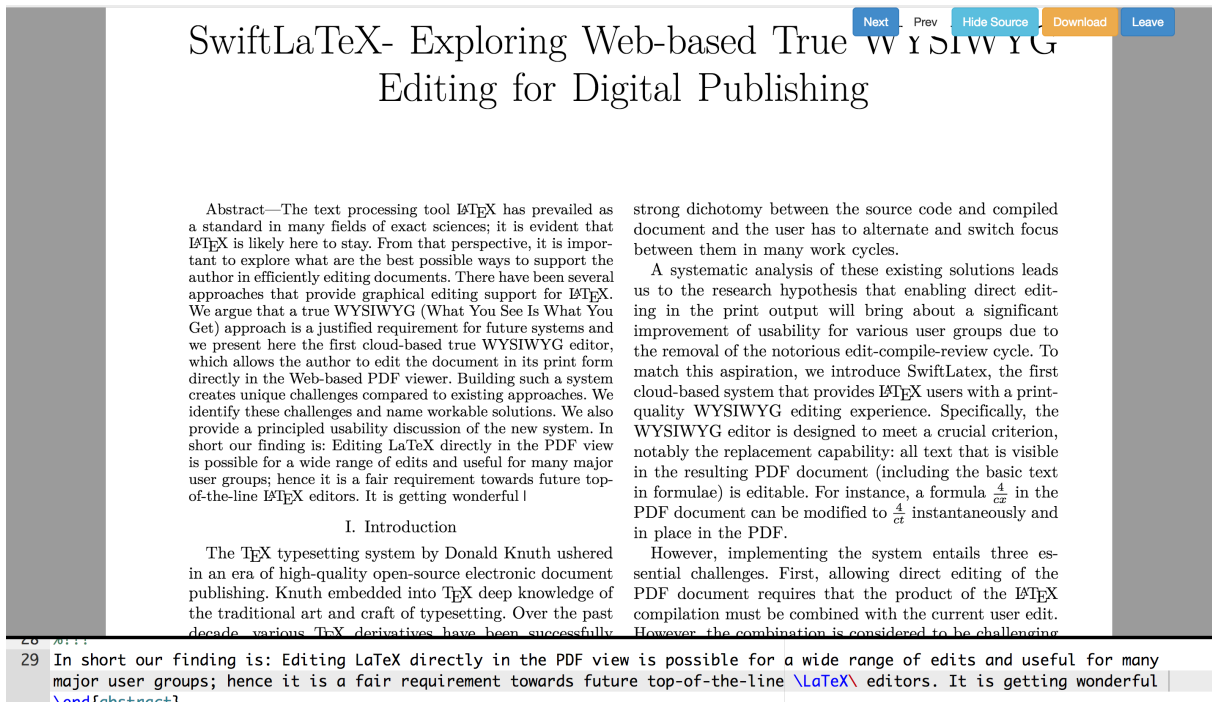 Next Prev Hide Source Download Leave
SwiftLaTeX- Exploring Web-based True WYSIWYG
Editing for Digital Publishing
Abstract—The text processing tool LATEX has prevailed as
a standard in many fields of exact sciences; it is evident that
LATEX is likely here to stay. From that perspective, it is impor-
tant to explore what are the best possible ways to support the
author in efficiently editing documents. There have been several
approaches that provide graphical editing support for LATEX.
We argue that a true WYSIWYG (What You See Is What You
Get) approach is a justified requirement for future systems and
we present here the first cloud-based true WYSIWYG editor,
which allows the author to edit the document in its print form
directly in the Web-based PDF viewer. Building such a system
creates unique challenges compared to existing approaches. We
identify these challenges and name workable solutions. We also
provide a principled usability discussion of the new system. In
short our finding is: Editing LaTeX directly in the PDF view
is possible for a wide range of edits and useful for many major
user groups; hence it is a fair requirement towards future top-
of-the-line LATEX editors. It is getting wonderful
I. Introduction
The TEX typesetting system by Donald Knuth ushered
in an era of high-quality open-source electronic document
publishing. Knuth embedded into TEX deep knowledge of
the traditional art and craft of typesetting. Over the past
decade, various TEX derivatives have been successfully
strong dichotomy between the source code and compiled
document and the user has to alternate and switch focus
between them in many work cycles.
A systematic analysis of these existing solutions leads
us to the research hypothesis that enabling direct edit-
ing in the print output will bring about a significant
improvement of usability for various user groups due to
the removal of the notorious edit-compile-review cycle. To
match this aspiration, we introduce SwiftLatex, the first
cloud-based system that provides LATEX users with a print-
quality WYSIWYG editing experience. Specifically, the
WYSIWYG editor is designed to meet a crucial criterion,
notably the replacement capability: all text that is visible
in the resulting PDF document (including the basic text
in formulae) is editable. For instance, a formula 4/cx in the
PDF document can be modified to 4/ct instantaneously and
in place in the PDF.
However, implementing the system entails three es-
sential challenges. First, allowing direct editing of the
PDF document requires that the product of the LATEX
compilation must be combined with the current user edit.
However, the combination is considered to be challenging
28 %!!!
29 In short our finding is: Editing LaTeX directly in the PDF view is possible for a wide range of edits and useful for many
major user groups; hence it is a fair requirement towards future top-of-the-line \LaTeX\ editors. It is getting wonderful
\end{abstract}